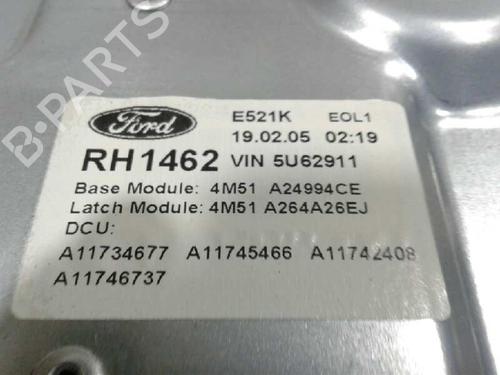 B-PARTS
Ford
E521K EOL1
19.02.05 02:19
RH1462 VIN 5U62911
Base Module: 4M51 A24994CE
Latch Module: 4M51 A264A26EJ
DCU:
A11734677 A11745466 A11742408
A11746737